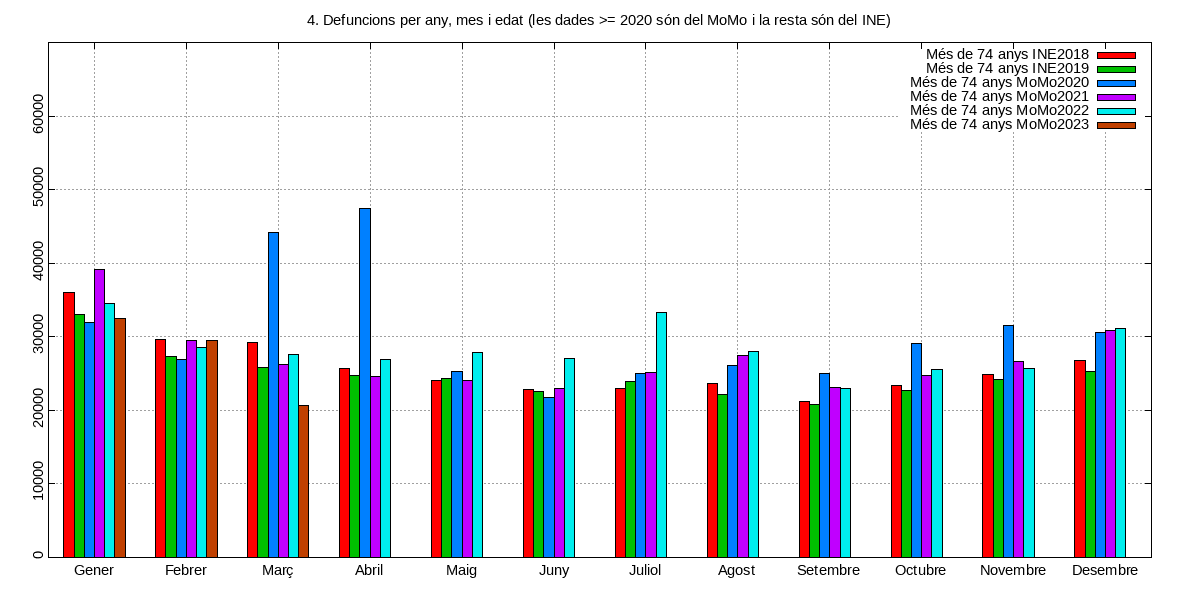 4. Defuncions per any, mes i edat (les dades >= 2020 són del MoMo i la resta són del INE)
Més de 74 anys INE2018
Més de 74 anys INE2019
Més de 74 anys MoMo2020
Més de 74 anys MoMo2021
Més de 74 anys MoMo2022
Més de 74 anys MoMo2023
60000
50000
40000
30000
20000
10000
0
Gener Febrer Març Abril Maig Juny Juliol Agost Setembre Octubre Novembre Desembre